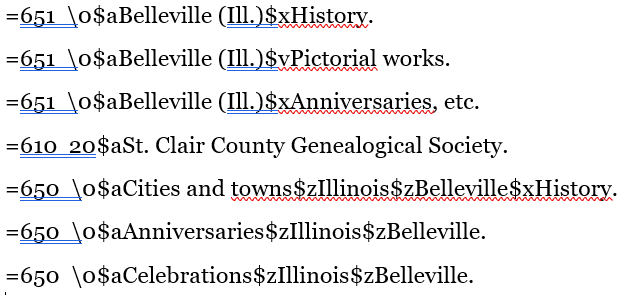 =651  \0$aBelleville (Ill.)$xHistory.
=651  \0$aBelleville (Ill.)$vPictorial works.
=651  \0$aBelleville (Ill.)$xAnniversaries, etc.
=610  20$aSt. Clair County Genealogical Society.
=650  \0$aCities and towns$zIllinois$zBelleville$xHistory.
=650  \0$aAnniversaries$zIllinois$zBelleville.
=650  \0$aCelebrations$zIllinois$zBelleville.